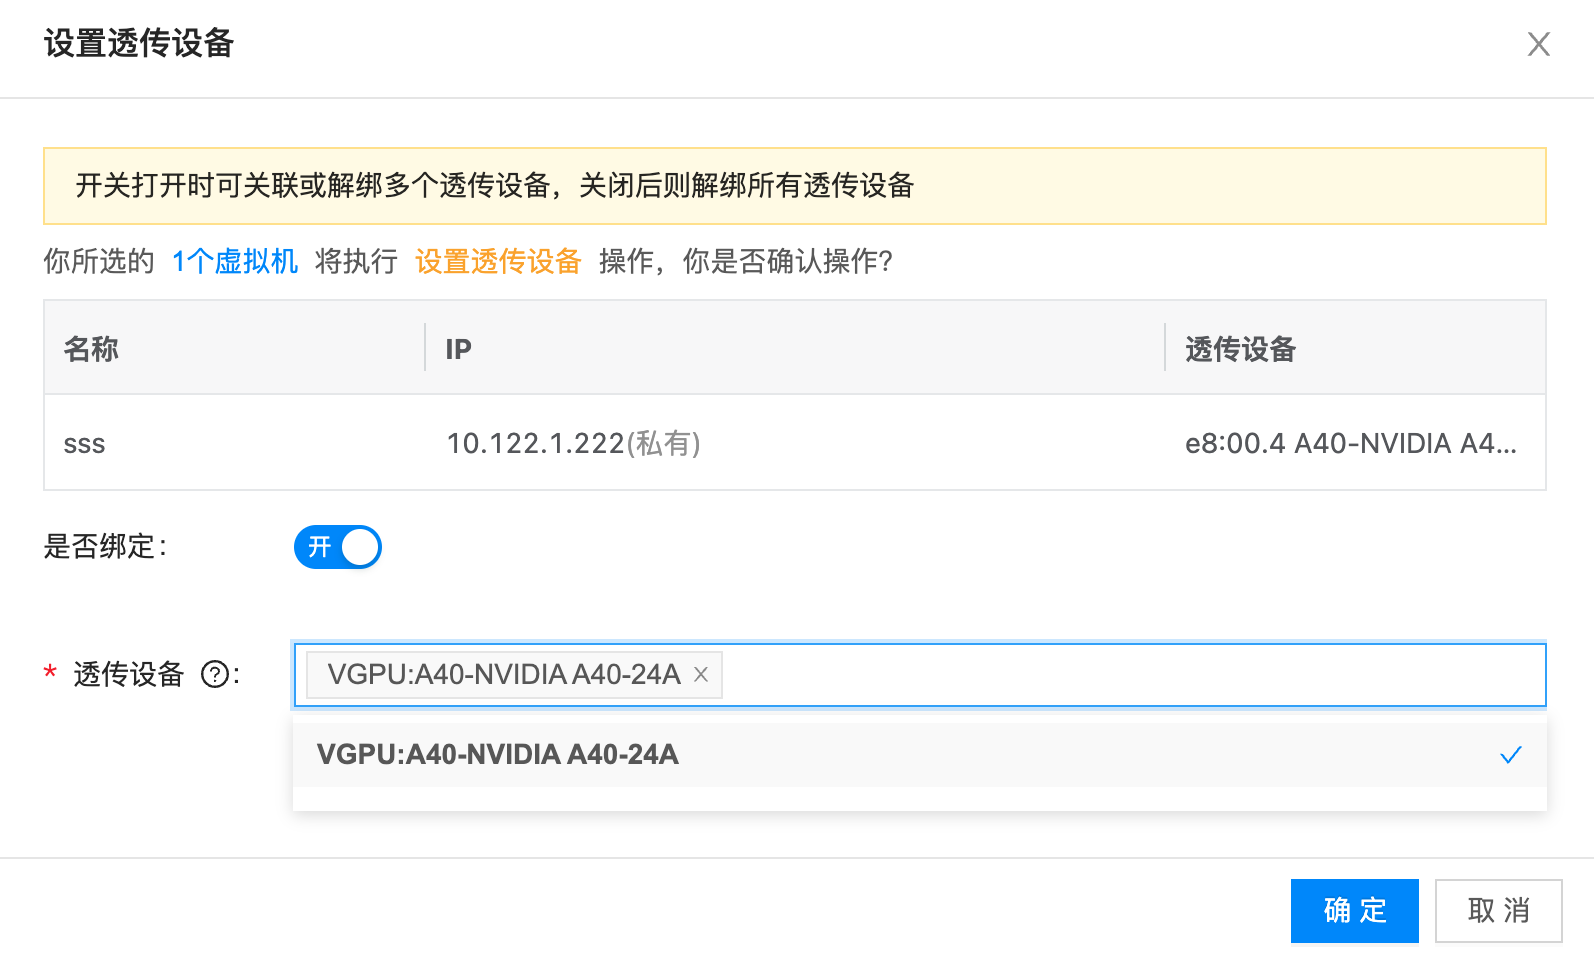 设置透传设备
开关打开时可关联或解绑多个透传设备，关闭后则解绑所有透传设备
你所选的 1个虚拟机 将执行 设置透传设备 操作，你是否确认操作?
名称 IP 透传设备
sss 10.122.1.222(私有) e8:00.4 A40-NVIDIA A4...
是否绑定: 开
* 透传设备 ?: VGPU:A40-NVIDIA A40-24A
VGPU:A40-NVIDIA A40-24A
确 定 取 消